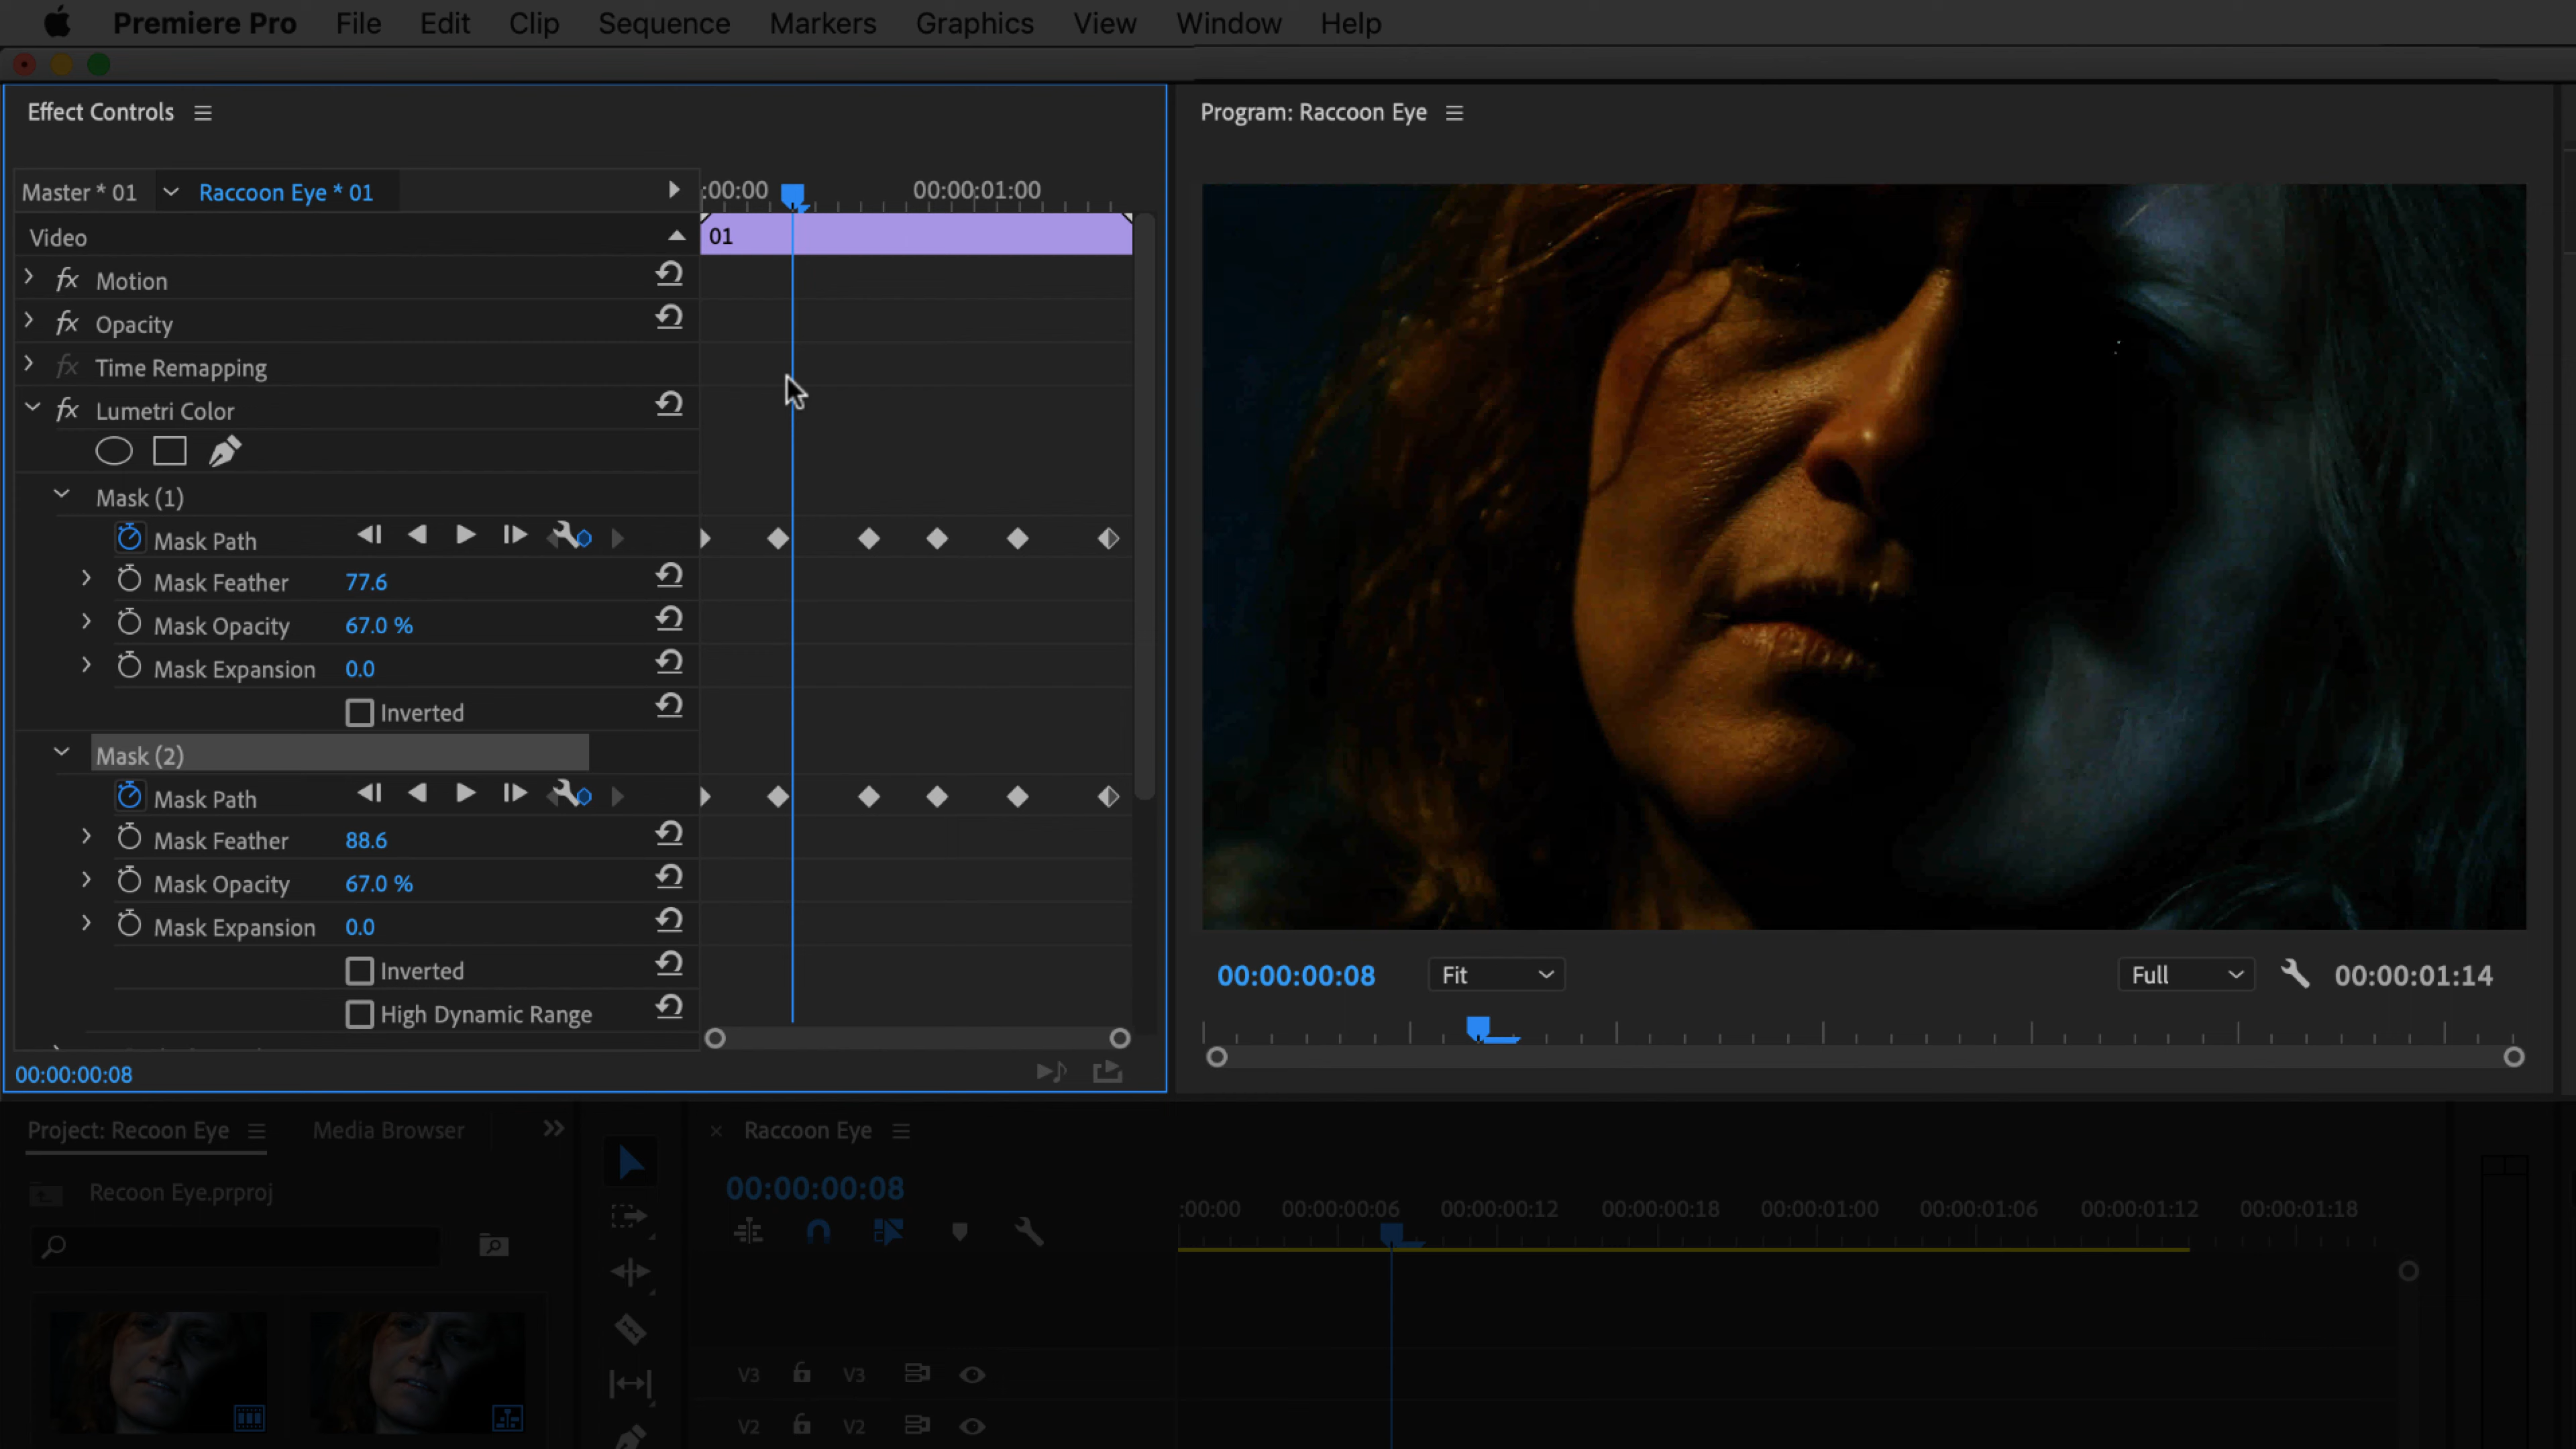 Premiere Pro File Edit Clip Sequence Markers Graphics View Window Help
Effect Controls
Program: Raccoon Eye
Master * 01 Raccoon Eye * 01
:00:00 00:00:01:00
Video
01
fx Motion
fx Opacity
fx Time Remapping
fx Lumetri Color
Mask (1)
Mask Path
Mask Feather 77.6
Mask Opacity 67.0 %
Mask Expansion 0.0
Inverted
Mask (2)
Mask Path
Mask Feather 88.6
Mask Opacity 67.0 %
Mask Expansion 0.0
Inverted
High Dynamic Range
00:00:00:08
00:00:00:08 Fit Full 00:00:01:14
Project: Recoon Eye Media Browser
Recoon Eye.prproj
Raccoon Eye
00:00:00:08
:00:00 00:00:00:06 00:00:00:12 00:00:00:18 00:00:01:00 00:00:01:06 00:00:01:12 00:00:01:18
V3 V3
V2 V2